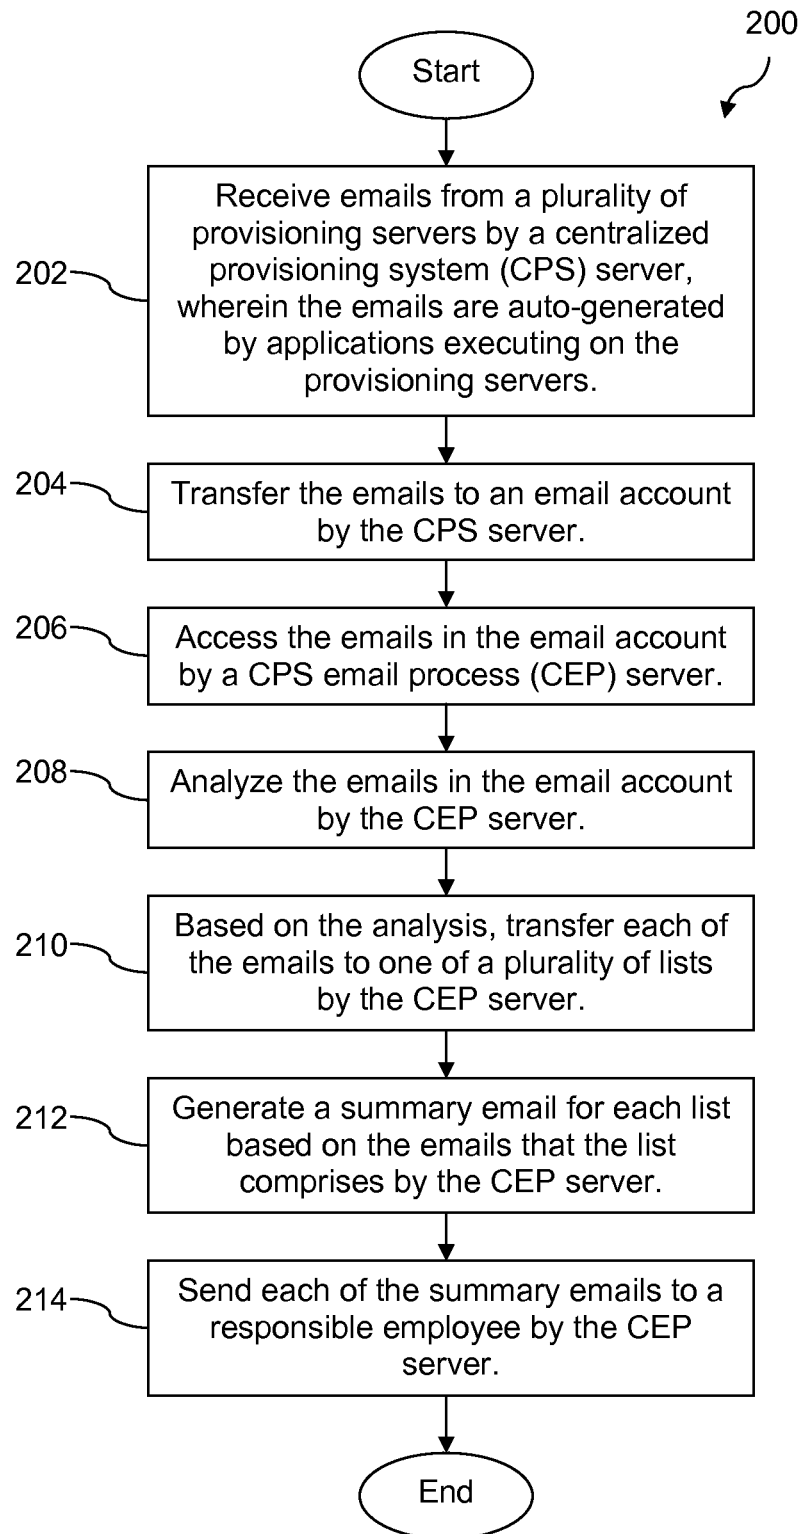 200
Start
202
Receive emails from a plurality of
provisioning servers by a centralized
provisioning system (CPS) server,
wherein the emails are auto-generated
by applications executing on the
provisioning servers.
204
Transfer the emails to an email account
by the CPS server.
206
Access the emails in the email account
by a CPS email process (CEP) server.
208
Analyze the emails in the email account
by the CEP server.
210
Based on the analysis, transfer each of
the emails to one of a plurality of lists
by the CEP server.
212
Generate a summary email for each list
based on the emails that the list
comprises by the CEP server.
214
Send each of the summary emails to a
responsible employee by the CEP
server.
End